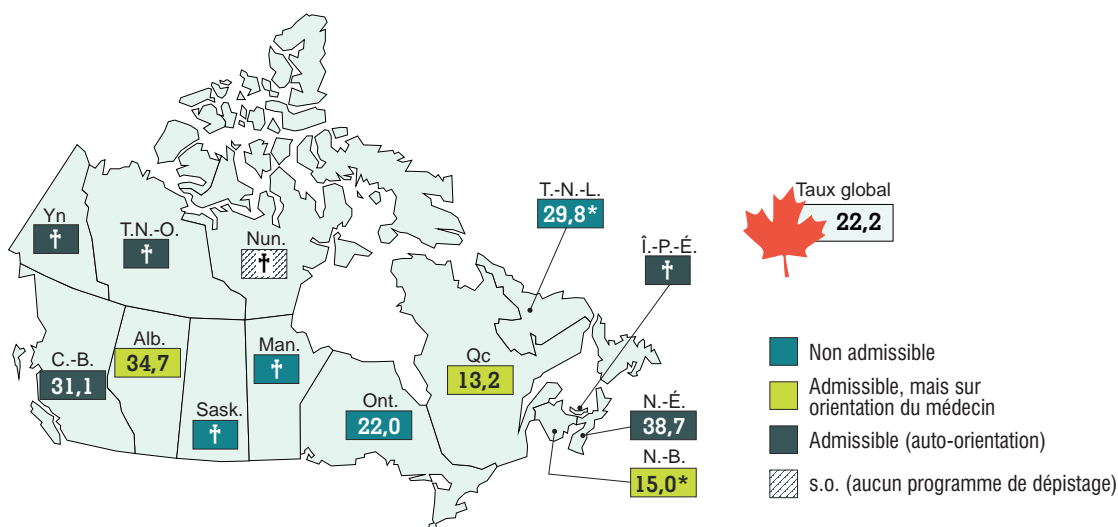 T.-N.-L.
29,8*
Taux global
22,2
Yn
†
T.N.-O.
†
Nun.
†
Î.-P.-É.
†
C.-B.
31,1
Alb.
34,7
Sask.
†
Man.
†
Ont.
22,0
Qc
13,2
N.-É.
38,7
N.-B.
15,0*
Non admissible
Admissible, mais sur
orientation du médecin
Admissible (auto-orientation)
s.o. (aucun programme de dépistage)